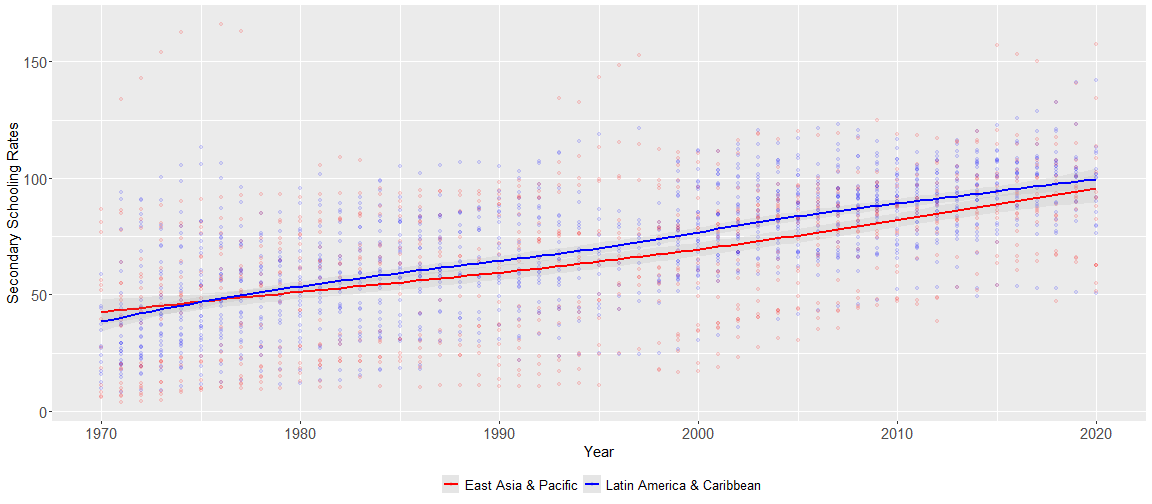 Secondary Schooling Rates
150
100
50
0
1970 1980 1990 2000 2010 2020
Year
East Asia & Pacific Latin America & Caribbean